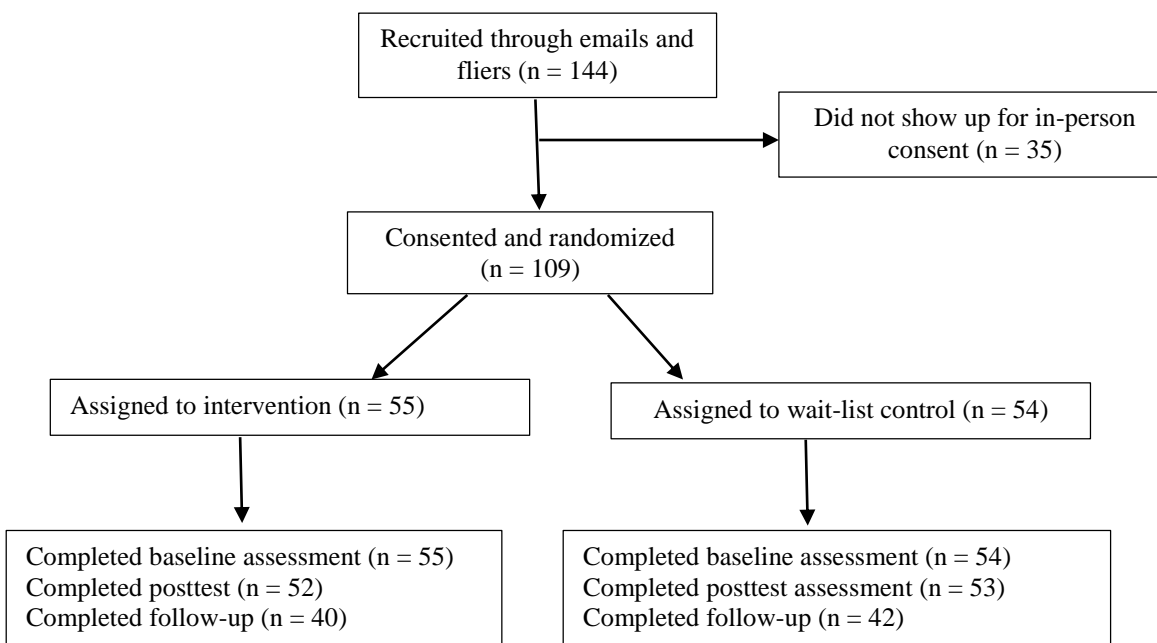 Recruited through emails and
fliers (n = 144)
Did not show up for in-person
consent (n = 35)
Consented and randomized
(n = 109)
Assigned to intervention (n = 55)
Assigned to wait-list control (n = 54)
Completed baseline assessment (n = 55)
Completed posttest (n = 52)
Completed follow-up (n = 40)
Completed baseline assessment (n = 54)
Completed posttest assessment (n = 53)
Completed follow-up (n = 42)